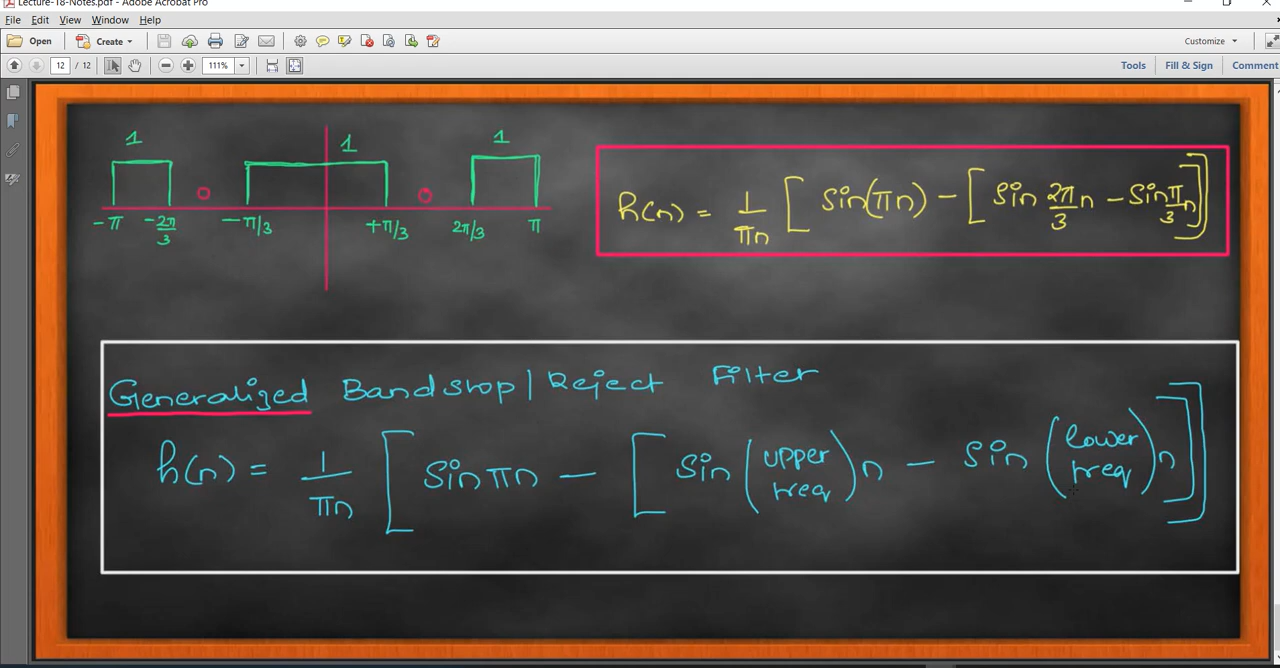 Lecture-18-Notes.pdf - Adobe Acrobat Pro
File Edit View Window Help
Open Create Customize
12 / 12 111% Tools Fill & Sign Comment
1 1 1
0 0
-π -2π/3 -π/3 +π/3 2π/3 π
h(n) = 1/πn [ sin(πn) - [ sin 2π/3 n - sin π/3 n ] ]
Generalized Bandstop | Reject Filter
h(n) = 1/πn [ sin πn - [ sin (upper freq) n - sin (lower freq) n ] ]